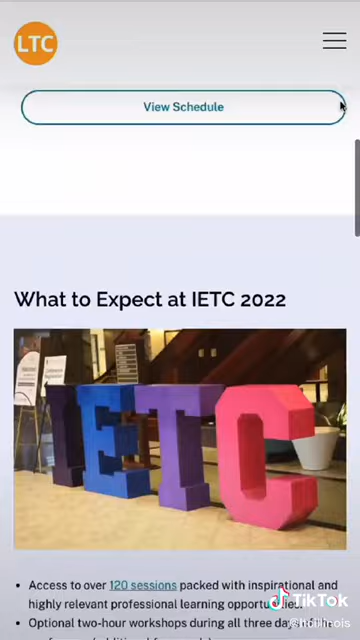 LTC
View Schedule
What to Expect at IETC 2022
IETC
Access to over 120 sessions packed with inspirational and
highly relevant professional learning opportunities.
Optional two-hour workshops during all three days of the
TikTok